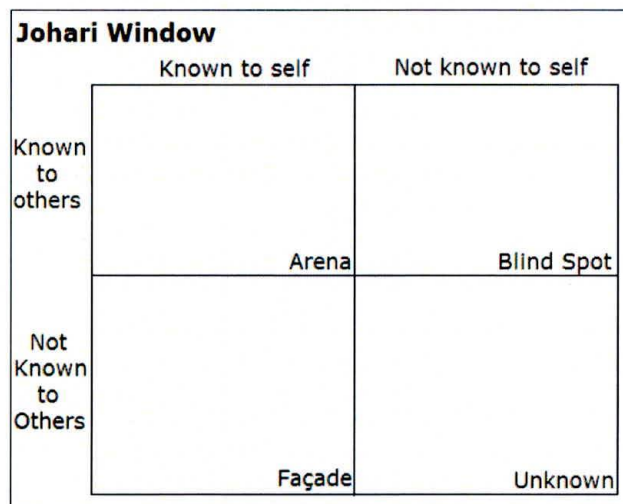 Johari Window
Known to self
Not known to self
Known
to
others
Arena
Blind Spot
Not
Known
to
Others
Façade
Unknown